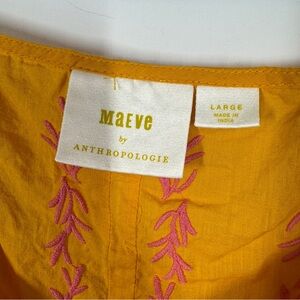 MAEVE
by
ANTHROPOLOGIE
LARGE
MADE IN
INDIA